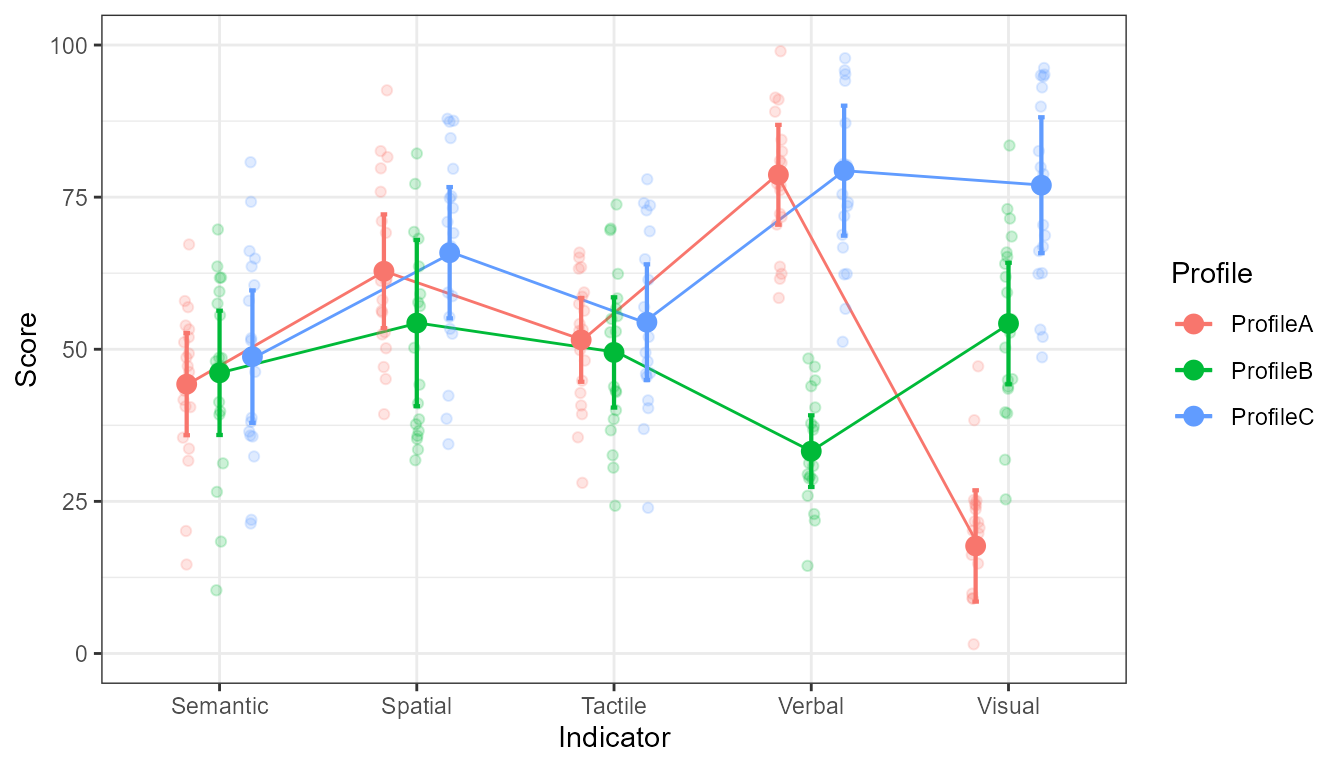 100
75
50
25
0
Score
Semantic
Spatial
Tactile
Verbal
Visual
Indicator
Profile
ProfileA
ProfileB
ProfileC